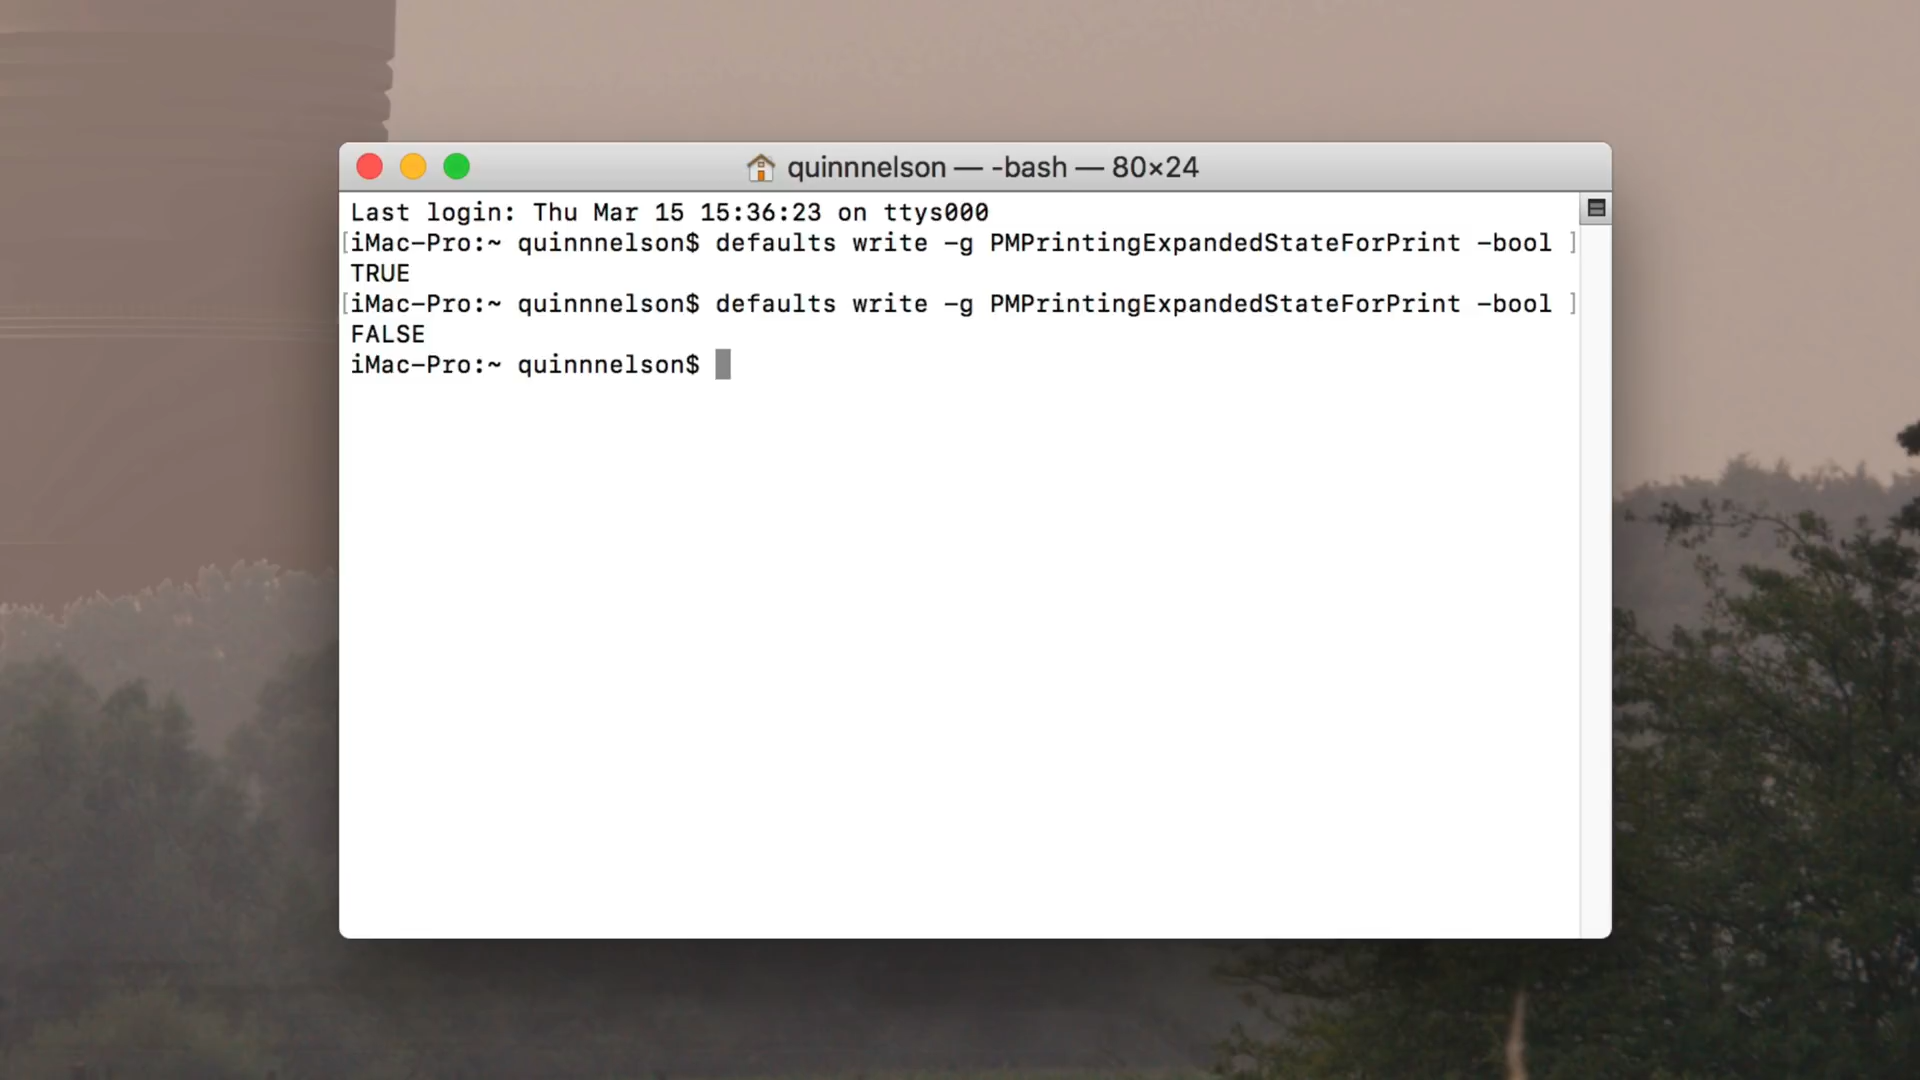 quinnnelson — -bash — 80×24
Last login: Thu Mar 15 15:36:23 on ttys000
[iMac-Pro:~ quinnnelson$ defaults write -g PMPrintingExpandedStateForPrint -bool ]
TRUE
[iMac-Pro:~ quinnnelson$ defaults write -g PMPrintingExpandedStateForPrint -bool ]
FALSE
iMac-Pro:~ quinnnelson$